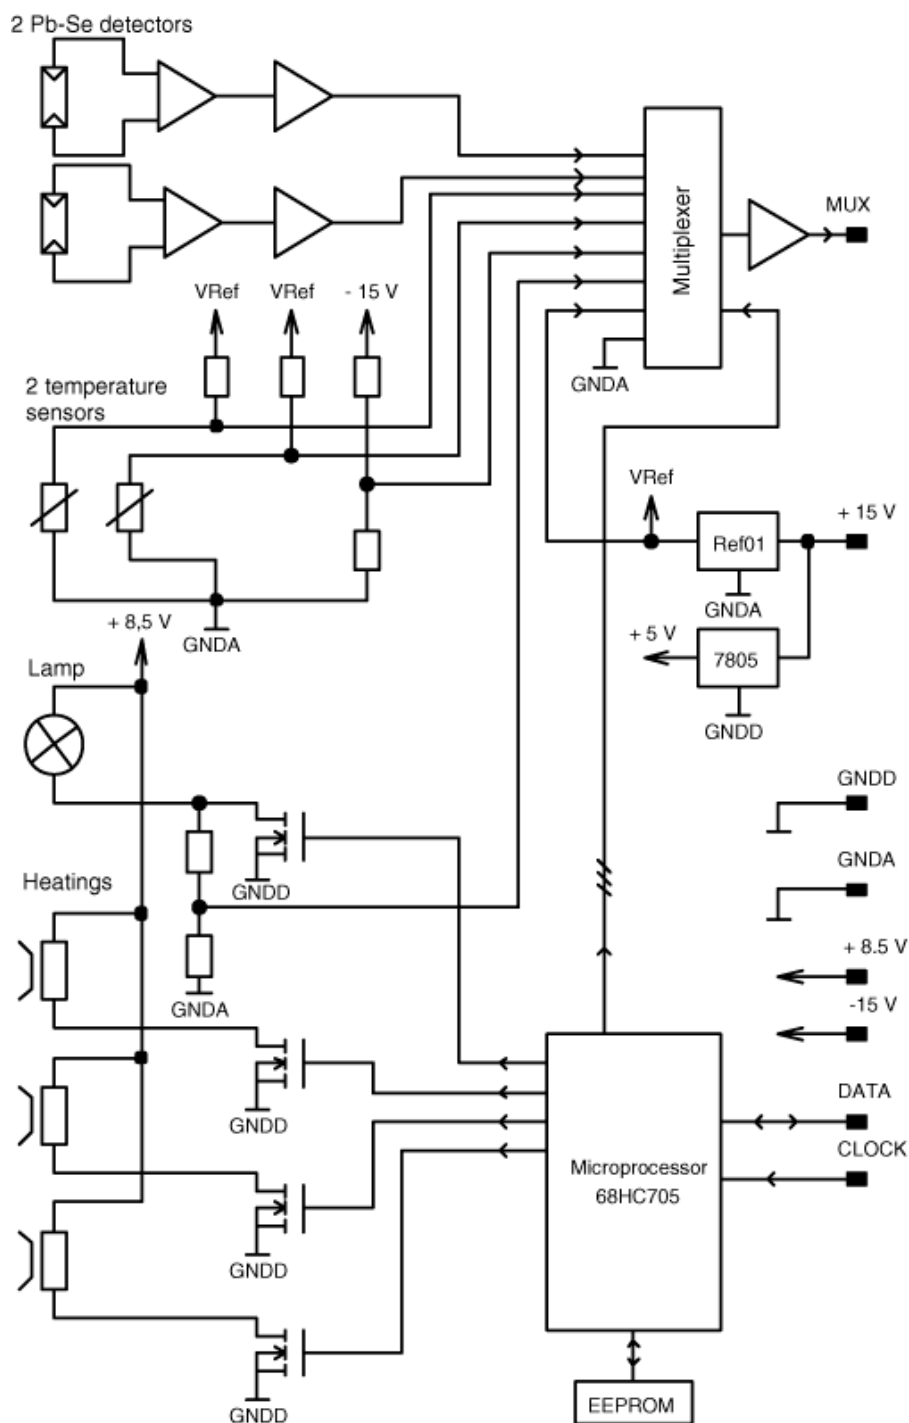 2 Pb-Se detectors
Multiplexer
MUX
VRef
VRef
- 15 V
GNDA
2 temperature
sensors
VRef
+ 15 V
Ref01
GNDA
+ 8,5 V
GNDA
+ 5 V
7805
GNDD
Lamp
GNDD
GNDD
GNDA
Heatings
+ 8.5 V
-15 V
GNDA
DATA
GNDD
CLOCK
Microprocessor
68HC705
GNDD
EEPROM
GNDD